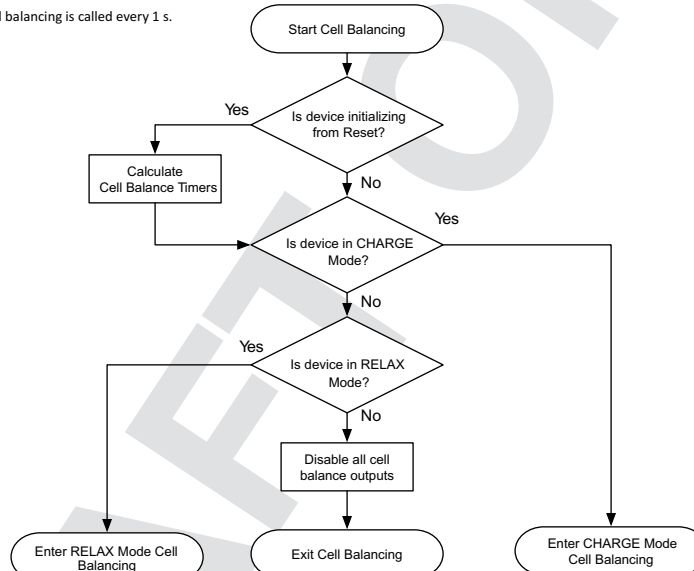 balancing is called every 1 s.
Start Cell Balancing
Is device initializing
from Reset?
Yes
Calculate
Cell Balance Timers
No
Is device in CHARGE
Mode?
Yes
No
Is device in RELAX
Mode?
Yes
No
Disable all cell
balance outputs
Enter RELAX Mode Cell
Balancing
Exit Cell Balancing
Enter CHARGE Mode
Cell Balancing